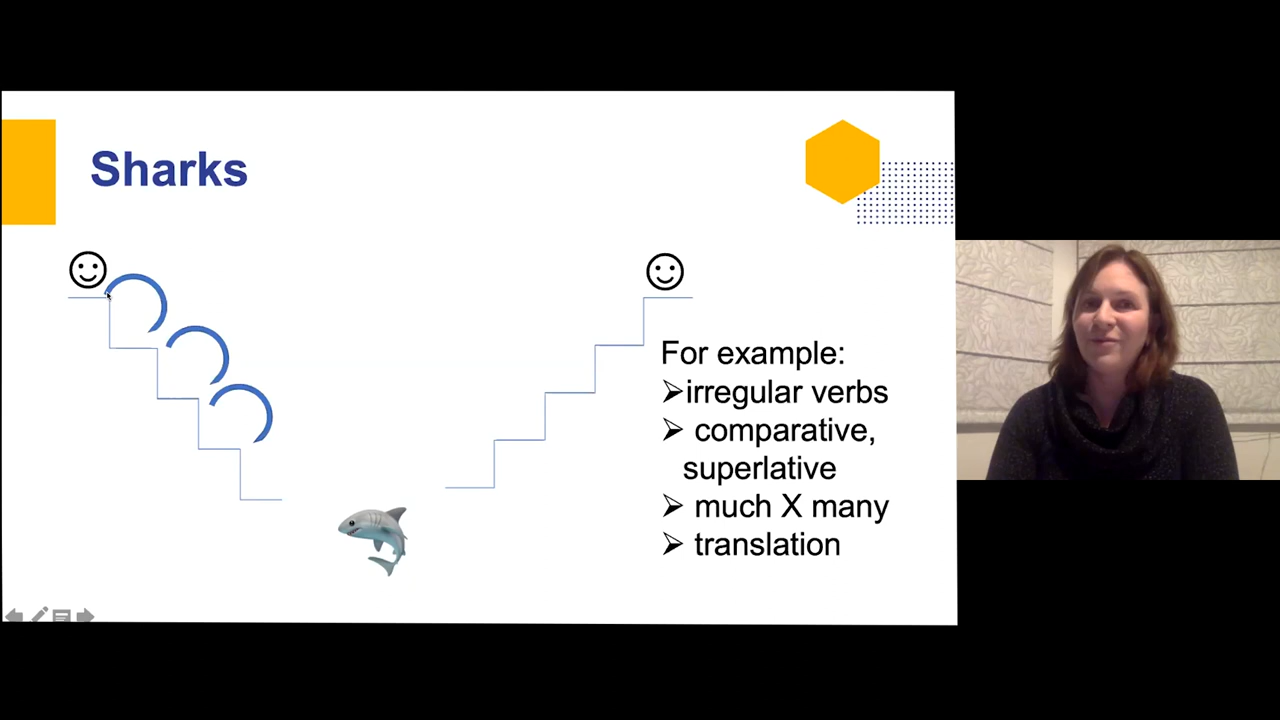 Sharks
For example:
➢irregular verbs
➢ comparative,
superlative
➢ much X many
➢ translation